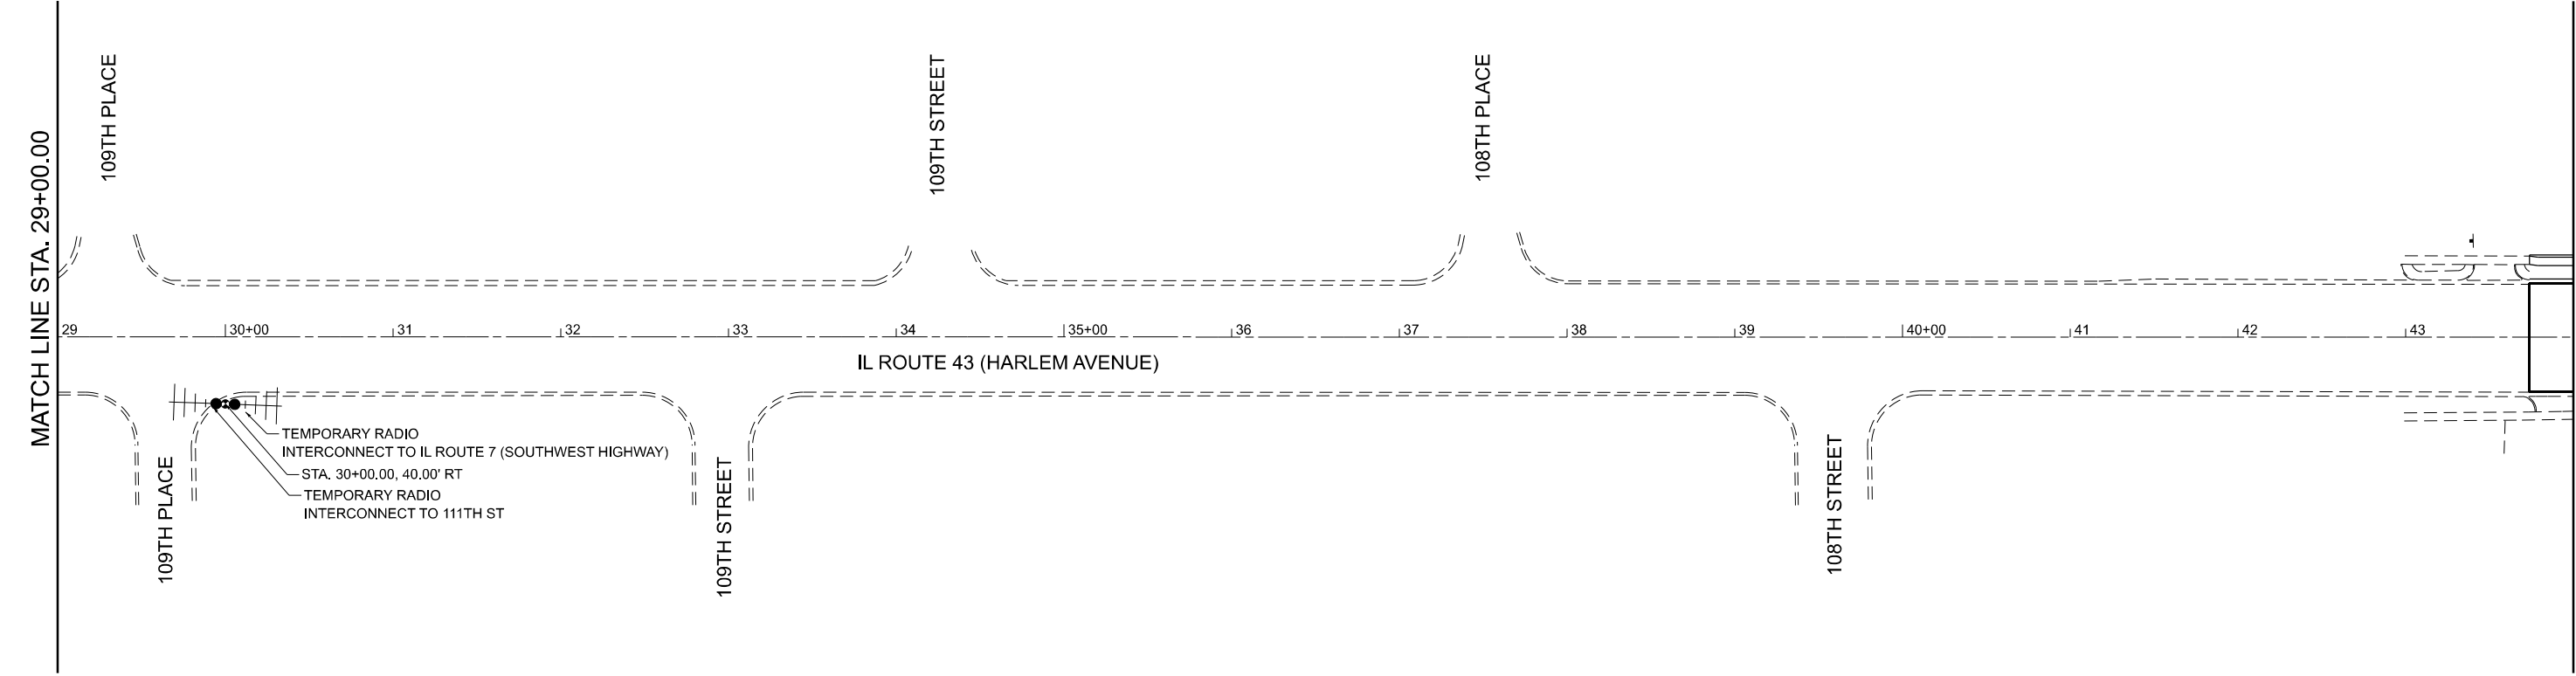 MATCH LINE STA. 29+00.00
109TH PLACE
109TH STREET
108TH PLACE
29
30+00
31
32
33
34
35+00
36
37
38
39
40+00
41
42
43
IL ROUTE 43 (HARLEM AVENUE)
TEMPORARY RADIO
INTERCONNECT TO IL ROUTE 7 (SOUTHWEST HIGHWAY)
STA. 30+00.00, 40.00' RT
TEMPORARY RADIO
INTERCONNECT TO 111TH ST
109TH PLACE
109TH STREET
108TH STREET